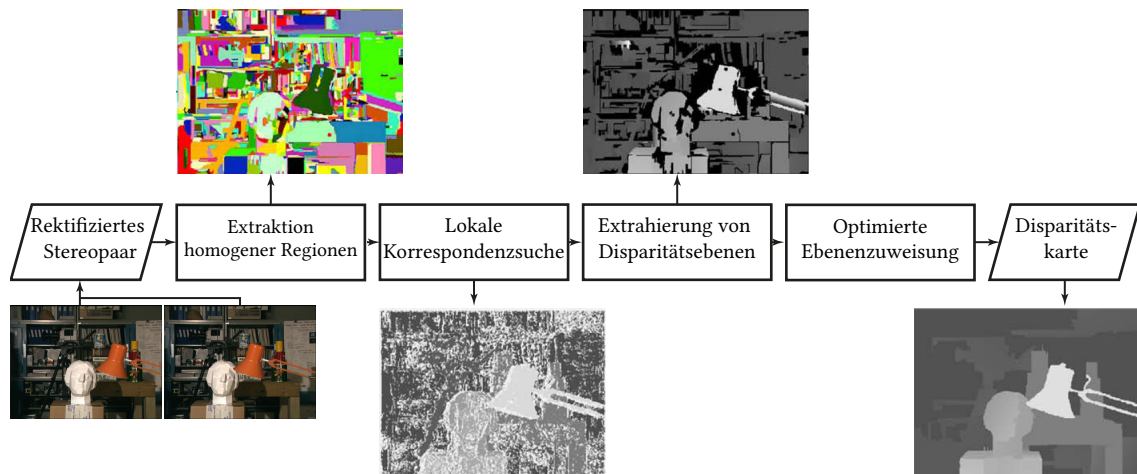 Rektifiziertes
Stereopaar
Extraktion
homogener Regionen
Lokale
Korrespondenzsuche
Extrahierung von
Disparitätsebenen
Optimierte
Ebenenzuweisung
Disparitäts-
karte